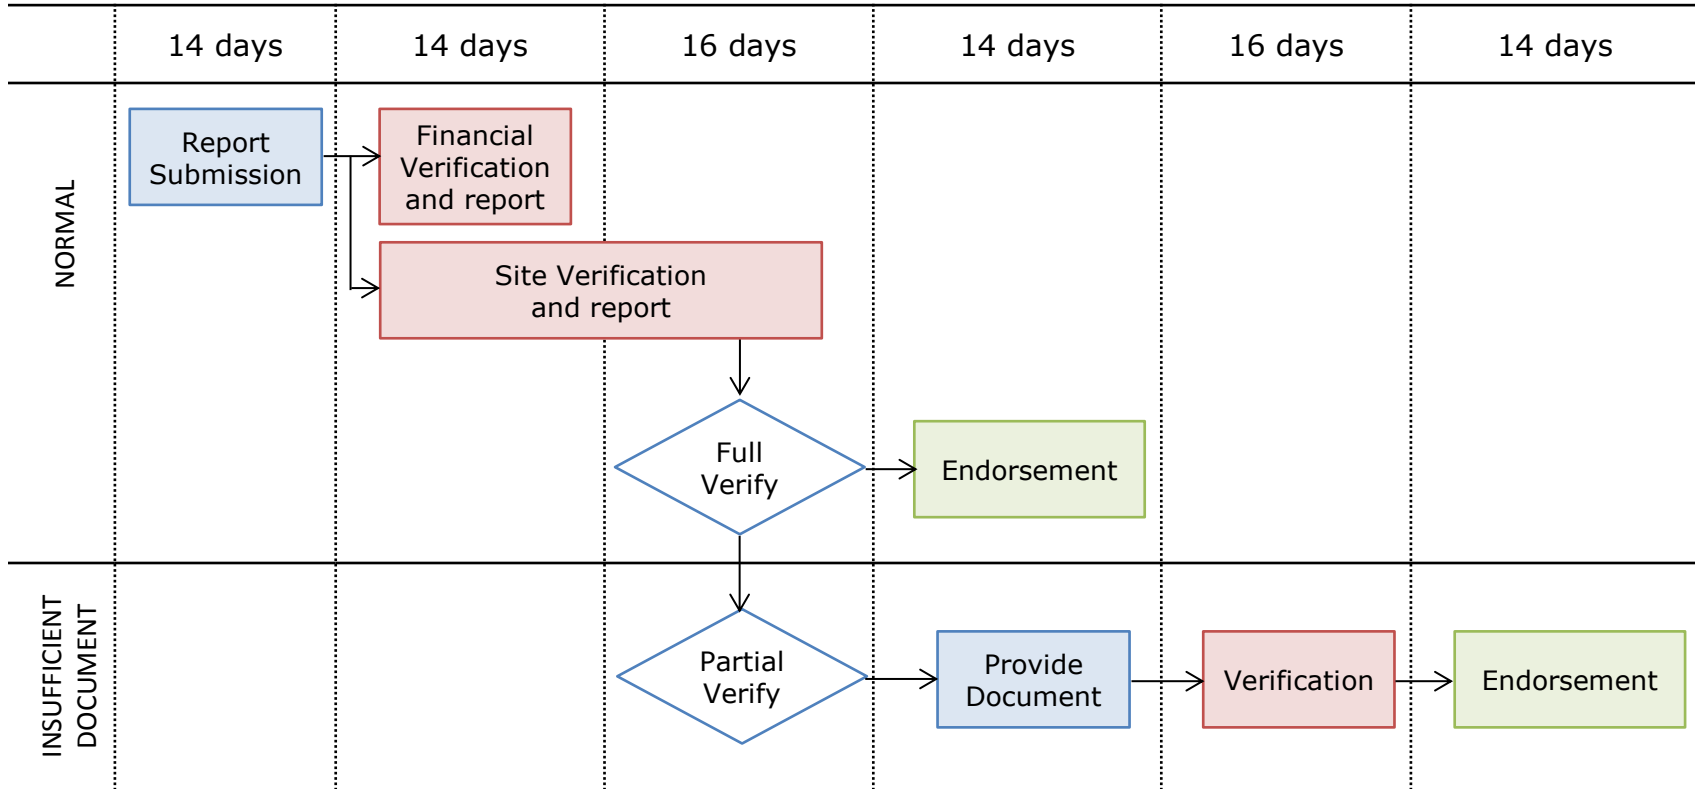 14 days
14 days
16 days
14 days
16 days
14 days
NORMAL
Report
Submission
Financial
Verification
and report
Site Verification
and report
Full
Verify
Endorsement
INSUFFICIENT
DOCUMENT
Partial
Verify
Provide
Document
Verification
Endorsement